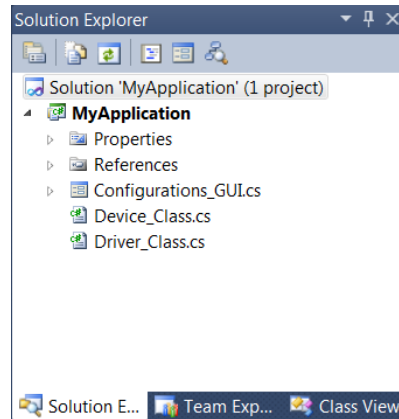 Solution Explorer
Solution 'MyApplication' (1 project)
MyApplication
Properties
References
Configurations_GUI.cs
Device_Class.cs
Driver_Class.cs
Solution E... Team Exp... Class View